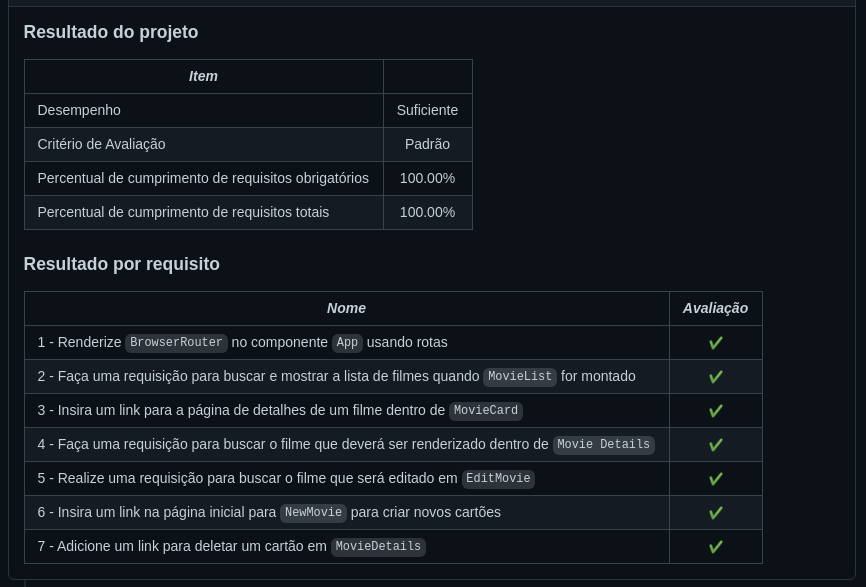 Resultado do projeto
Item
Desempenho Suficiente
Critério de Avaliação Padrão
Percentual de cumprimento de requisitos obrigatórios 100.00%
Percentual de cumprimento de requisitos totais 100.00%
Resultado por requisito
Nome Avaliação
1 - Renderize BrowserRouter no componente App usando rotas ✔
2 - Faça uma requisição para buscar e mostrar a lista de filmes quando MovieList for montado ✔
3 - Insira um link para a página de detalhes de um filme dentro de MovieCard ✔
4 - Faça uma requisição para buscar o filme que deverá ser renderizado dentro de Movie Details ✔
5 - Realize uma requisição para buscar o filme que será editado em EditMovie ✔
6 - Insira um link na página inicial para NewMovie para criar novos cartões ✔
7 - Adicione um link para deletar um cartão em MovieDetails ✔